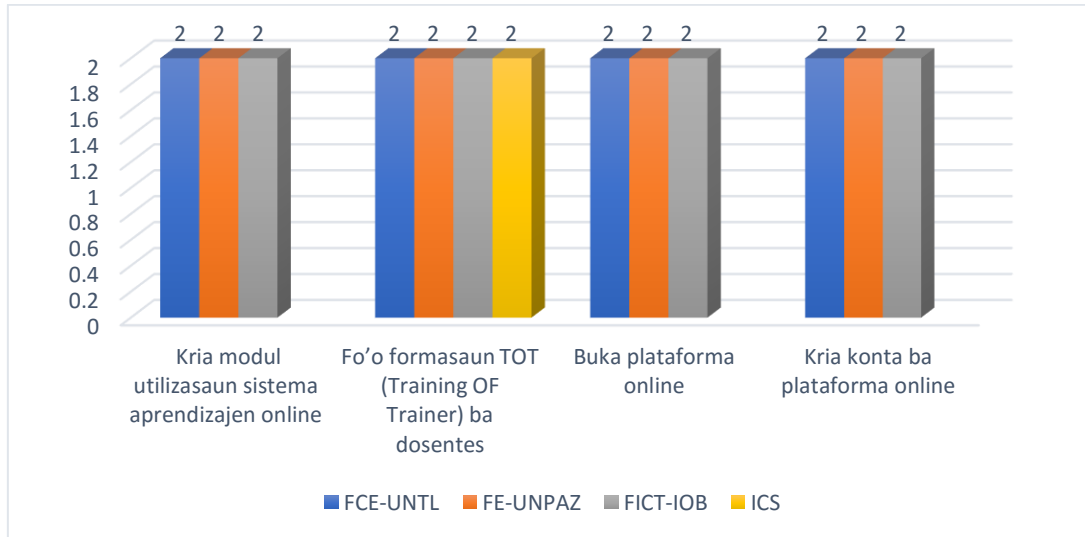 2 2 2
2 2 2 2
2 2 2
2 2 2
2
1.8
1.6
1.4
1.2
1
0.8
0.6
0.4
0.2
0
Kria modul
utilizasaun sistema
aprendizajen online
Fo’o formasaun TOT
(Training OF
Trainer) ba
dosentes
Buka plataforma
online
Kria konta ba
plataforma online
FCE-UNTL
FE-UNPAZ
FICT-IOB
ICS